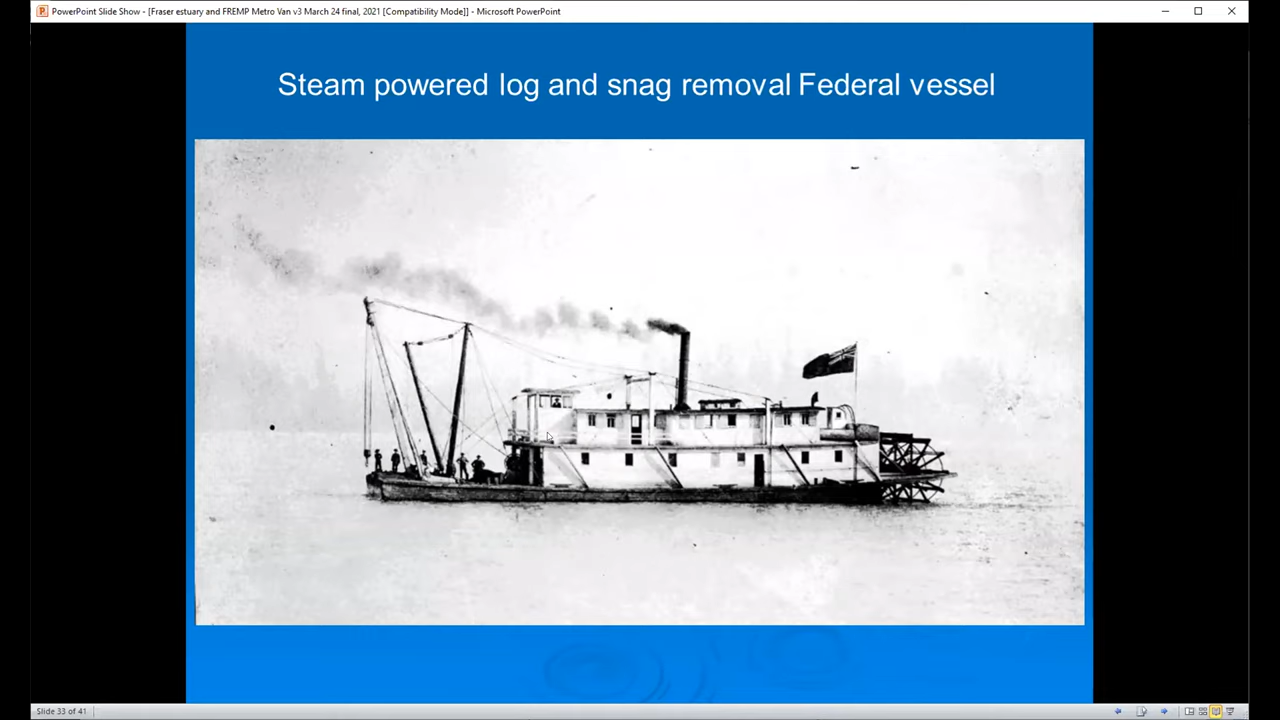 PowerPoint Slide Show - [Fraser estuary and FREMP Metro Van v3 March 24 final, 2021 [Compatibility Mode]] - Microsoft PowerPoint
Steam powered log and snag removal Federal vessel
Slide 33 of 41